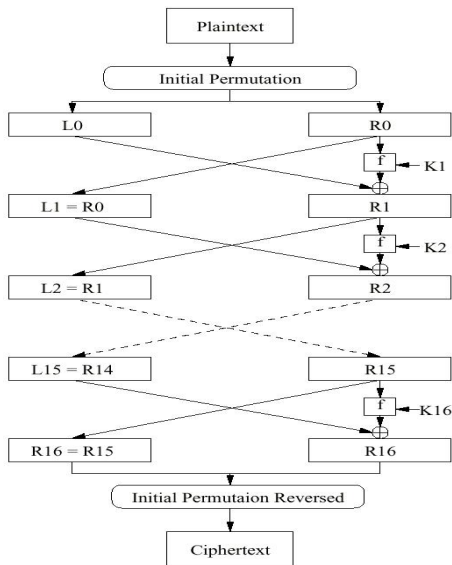 Plaintext
Initial Permutation
L0
R0
f
K1
L1 = R0
R1
f
K2
L2 = R1
R2
L15 = R14
R15
f
K16
R16 = R15
R16
Initial Permutaion Reversed
Ciphertext